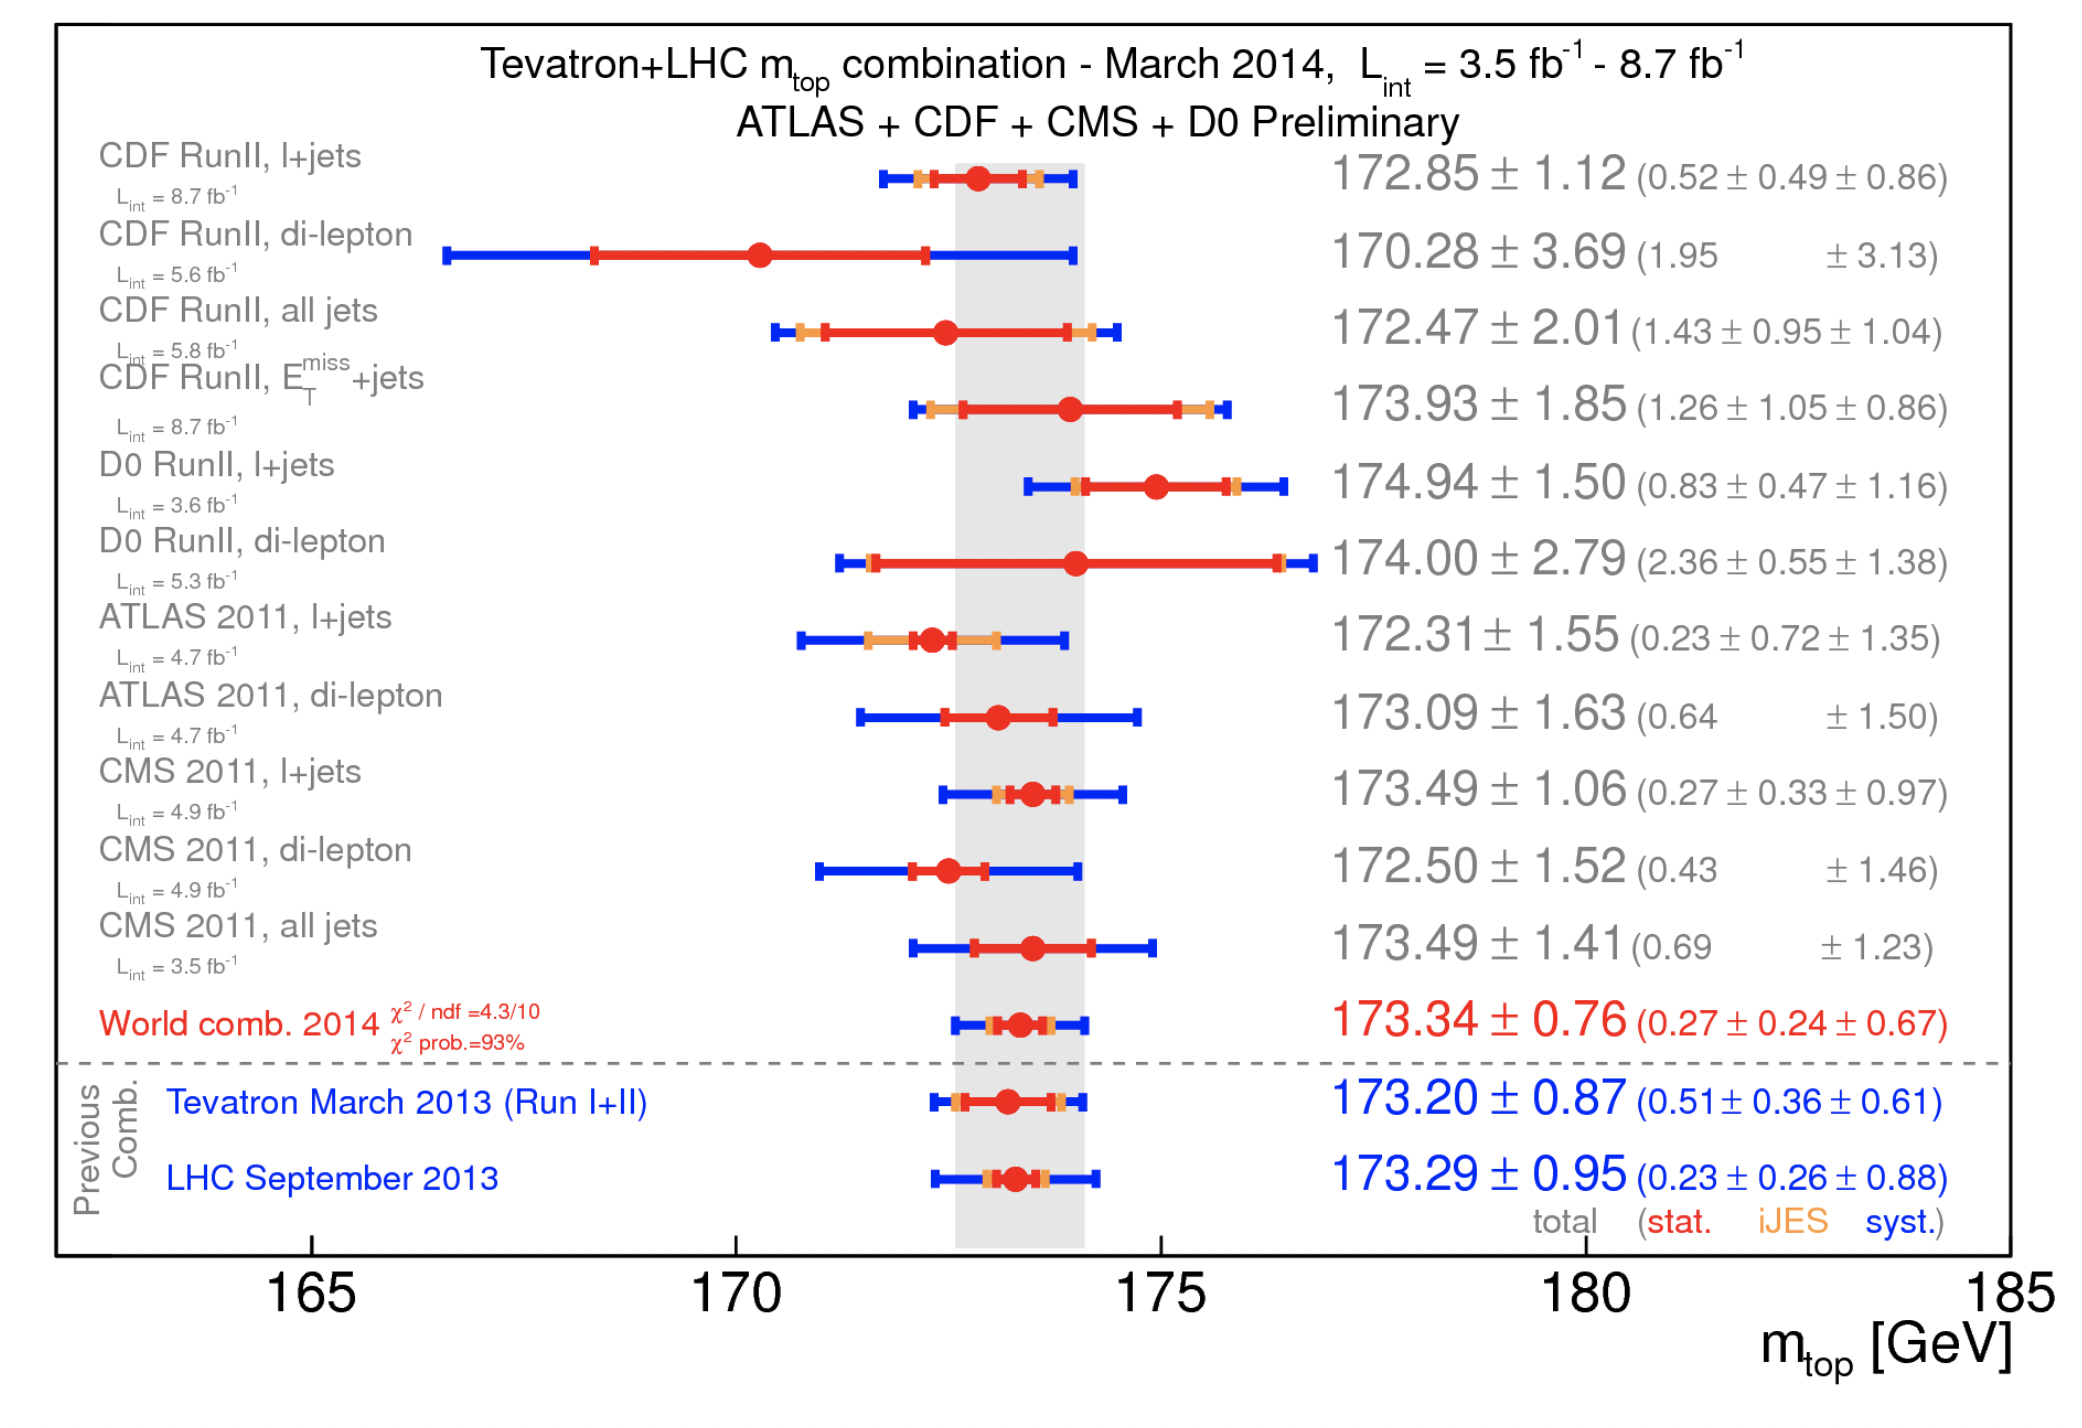 Tevatron+LHC m_top combination - March 2014, L_int = 3.5 fb⁻¹ - 8.7 fb⁻¹
ATLAS + CDF + CMS + D0 Preliminary
CDF RunII, l+jets 172.85 ± 1.12 (0.52 ± 0.49 ± 0.86)
L_int = 8.7 fb⁻¹
CDF RunII, di-lepton 170.28 ± 3.69 (1.95 ± 3.13)
L_int = 5.6 fb⁻¹
CDF RunII, all jets 172.47 ± 2.01 (1.43 ± 0.95 ± 1.04)
L_int = 5.8 fb⁻¹
CDF RunII, E_T^miss+jets 173.93 ± 1.85 (1.26 ± 1.05 ± 0.86)
L_int = 8.7 fb⁻¹
D0 RunII, l+jets 174.94 ± 1.50 (0.83 ± 0.47 ± 1.16)
L_int = 3.6 fb⁻¹
D0 RunII, di-lepton 174.00 ± 2.79 (2.36 ± 0.55 ± 1.38)
L_int = 5.3 fb⁻¹
ATLAS 2011, l+jets 172.31 ± 1.55 (0.23 ± 0.72 ± 1.35)
L_int = 4.7 fb⁻¹
ATLAS 2011, di-lepton 173.09 ± 1.63 (0.64 ± 1.50)
L_int = 4.7 fb⁻¹
CMS 2011, l+jets 173.49 ± 1.06 (0.27 ± 0.33 ± 0.97)
L_int = 4.9 fb⁻¹
CMS 2011, di-lepton 172.50 ± 1.52 (0.43 ± 1.46)
L_int = 4.9 fb⁻¹
CMS 2011, all jets 173.49 ± 1.41 (0.69 ± 1.23)
L_int = 3.5 fb⁻¹
World comb. 2014 χ² / ndf =4.3/10 173.34 ± 0.76 (0.27 ± 0.24 ± 0.67)
χ² prob.=93%
Previous
Comb.
Tevatron March 2013 (Run I+II) 173.20 ± 0.87 (0.51 ± 0.36 ± 0.61)
LHC September 2013 173.29 ± 0.95 (0.23 ± 0.26 ± 0.88)
total (stat. iJES syst.)
165 170 175 180 185
m_top [GeV]